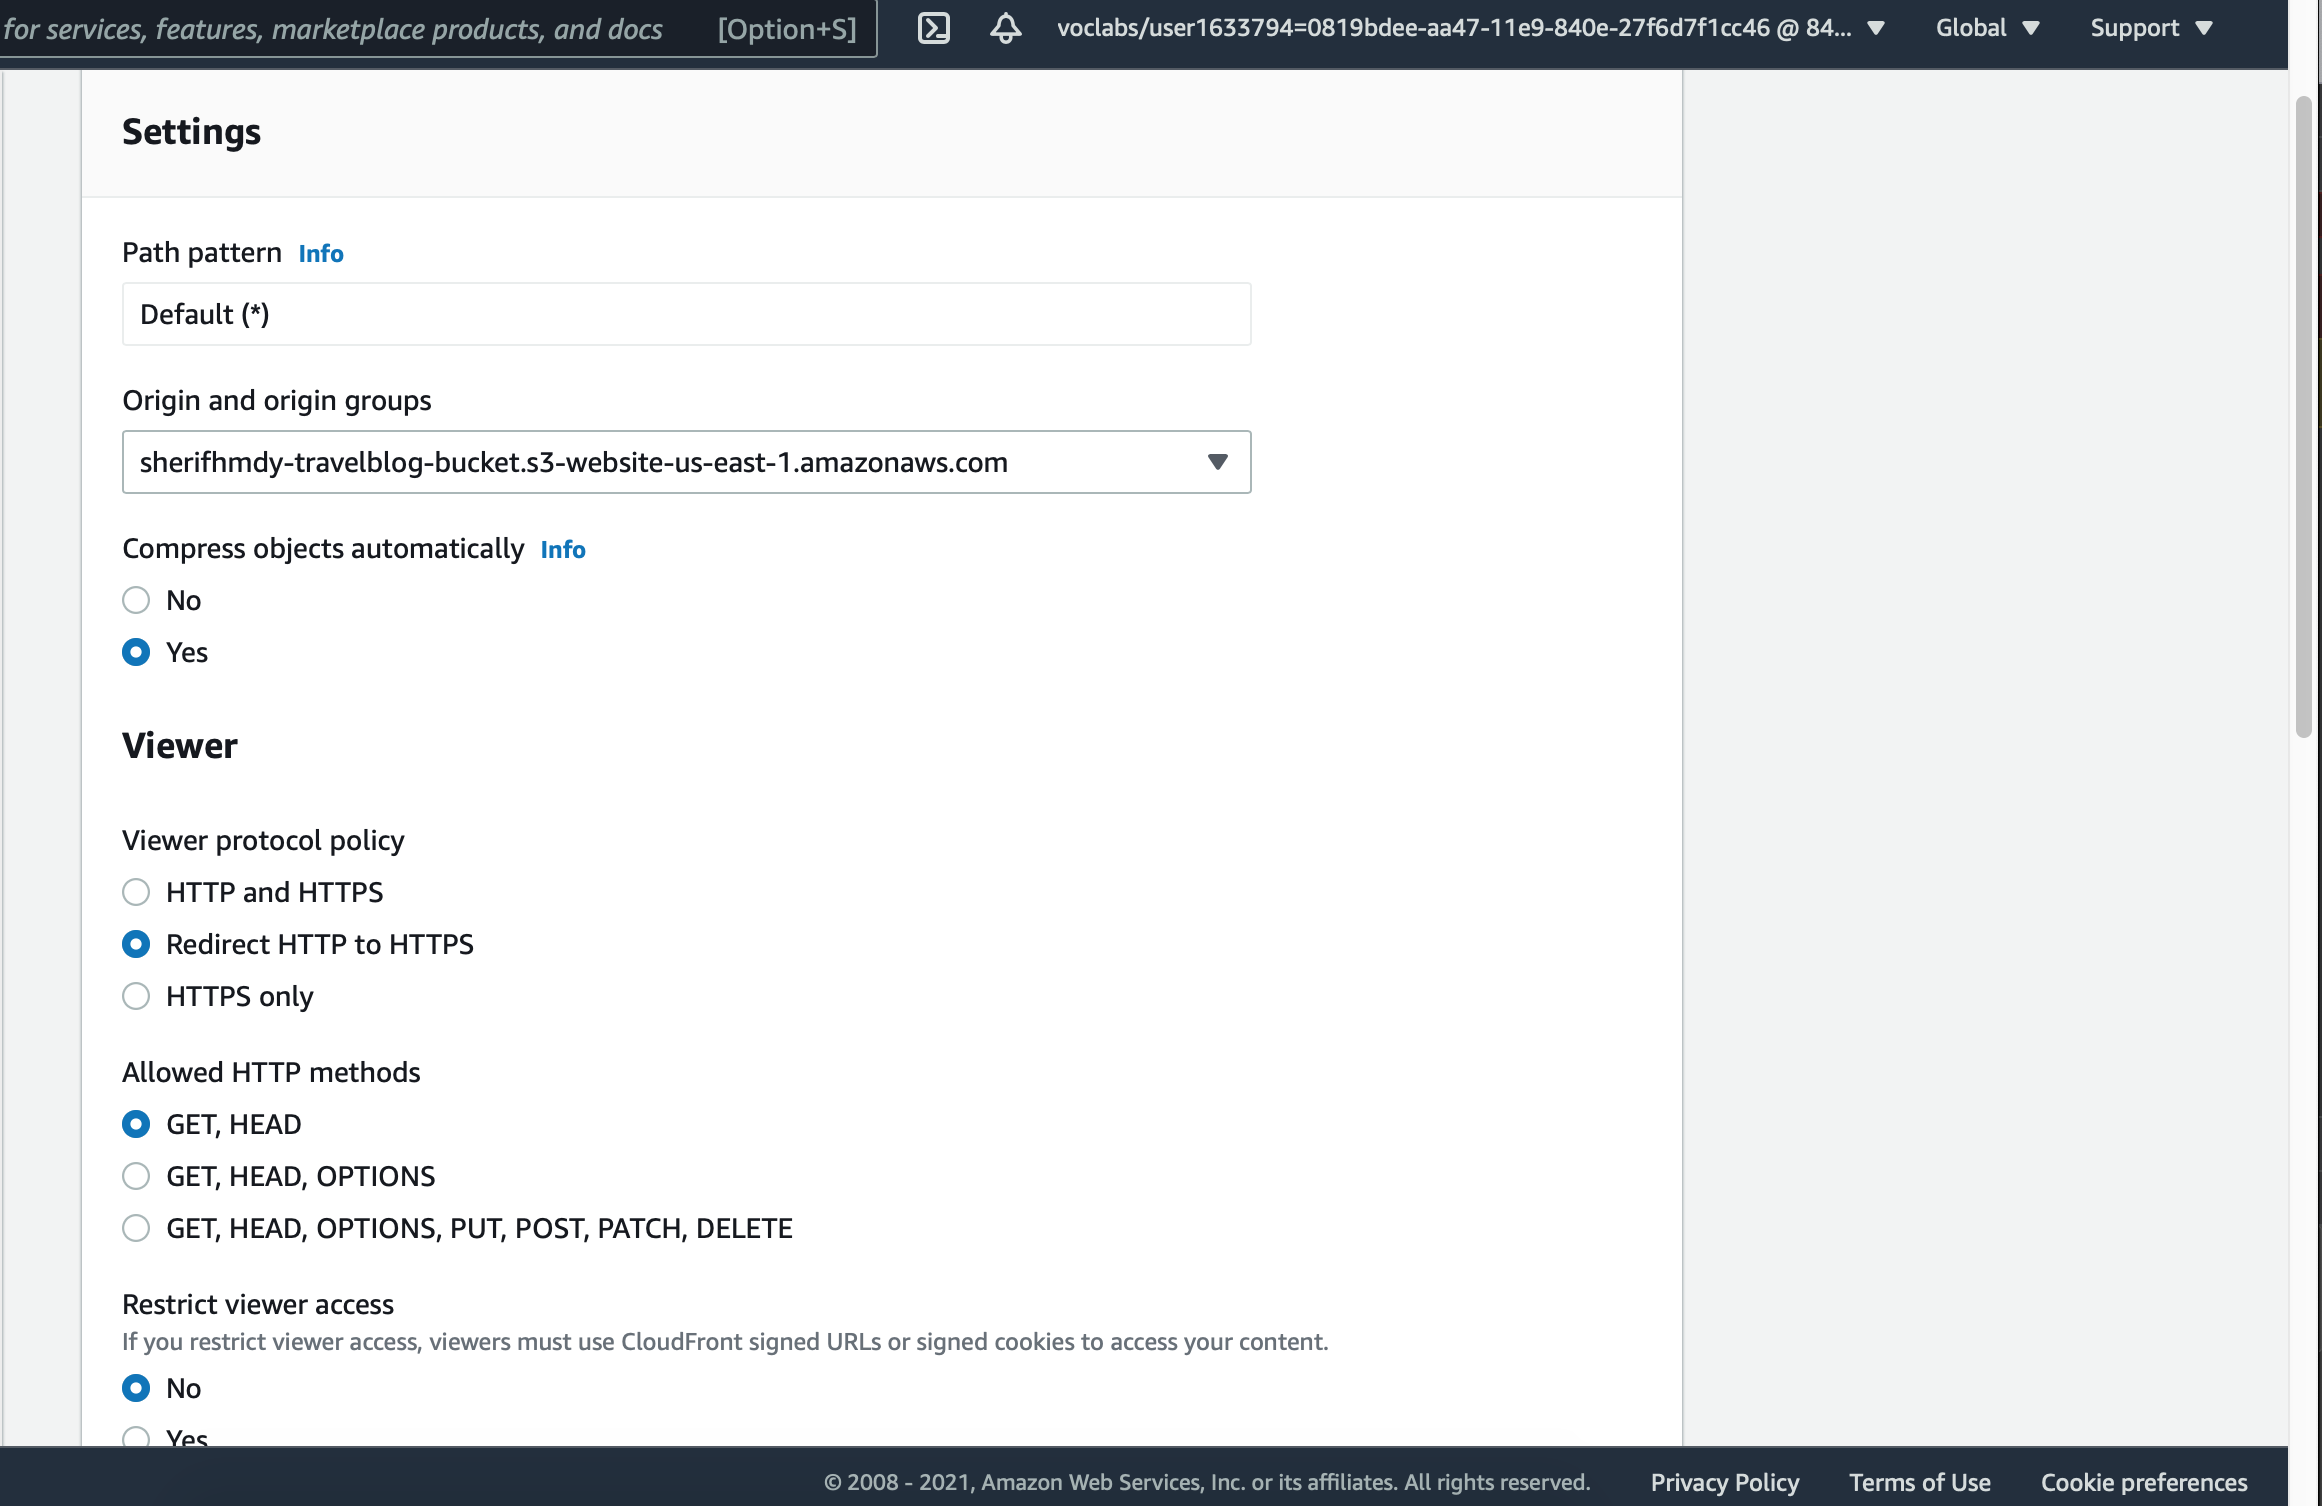 for services, features, marketplace products, and docs [Option+S] voclabs/user1633794=0819bdee-aa47-11e9-840e-27f6d7f1cc46 @ 84... Global Support
Settings
Path pattern Info
Default (*)
Origin and origin groups
sherifhmdy-travelblog-bucket.s3-website-us-east-1.amazonaws.com
Compress objects automatically Info
No
Yes
Viewer
Viewer protocol policy
HTTP and HTTPS
Redirect HTTP to HTTPS
HTTPS only
Allowed HTTP methods
GET, HEAD
GET, HEAD, OPTIONS
GET, HEAD, OPTIONS, PUT, POST, PATCH, DELETE
Restrict viewer access
If you restrict viewer access, viewers must use CloudFront signed URLs or signed cookies to access your content.
No
Yes
© 2008 - 2021, Amazon Web Services, Inc. or its affiliates. All rights reserved. Privacy Policy Terms of Use Cookie preferences